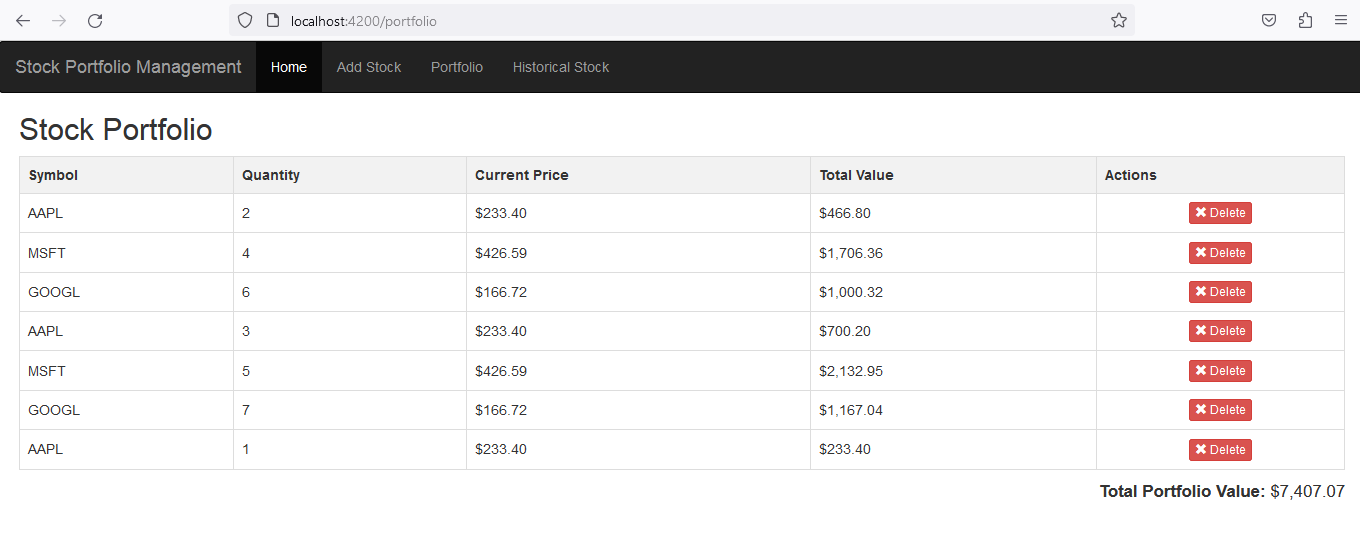 localhost:4200/portfolio
Stock Portfolio Management Home Add Stock Portfolio Historical Stock
Stock Portfolio
Symbol Quantity Current Price Total Value Actions
AAPL 2 $233.40 $466.80 Delete
MSFT 4 $426.59 $1,706.36 Delete
GOOGL 6 $166.72 $1,000.32 Delete
AAPL 3 $233.40 $700.20 Delete
MSFT 5 $426.59 $2,132.95 Delete
GOOGL 7 $166.72 $1,167.04 Delete
AAPL 1 $233.40 $233.40 Delete
Total Portfolio Value: $7,407.07